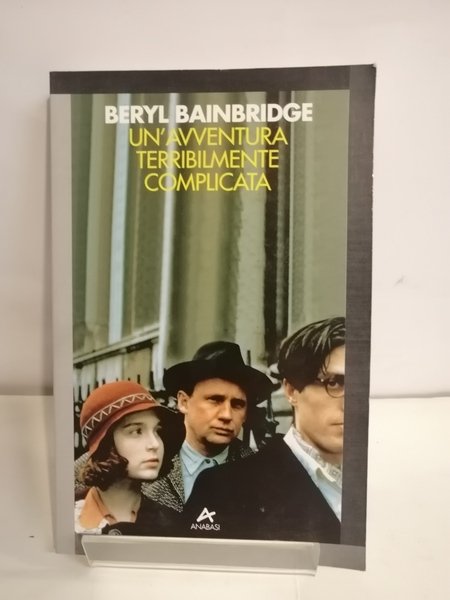 BERYL BAINBRIDGE
UN'AVVENTURA
TERRIBILMENTE
COMPLICATA
ANABASI